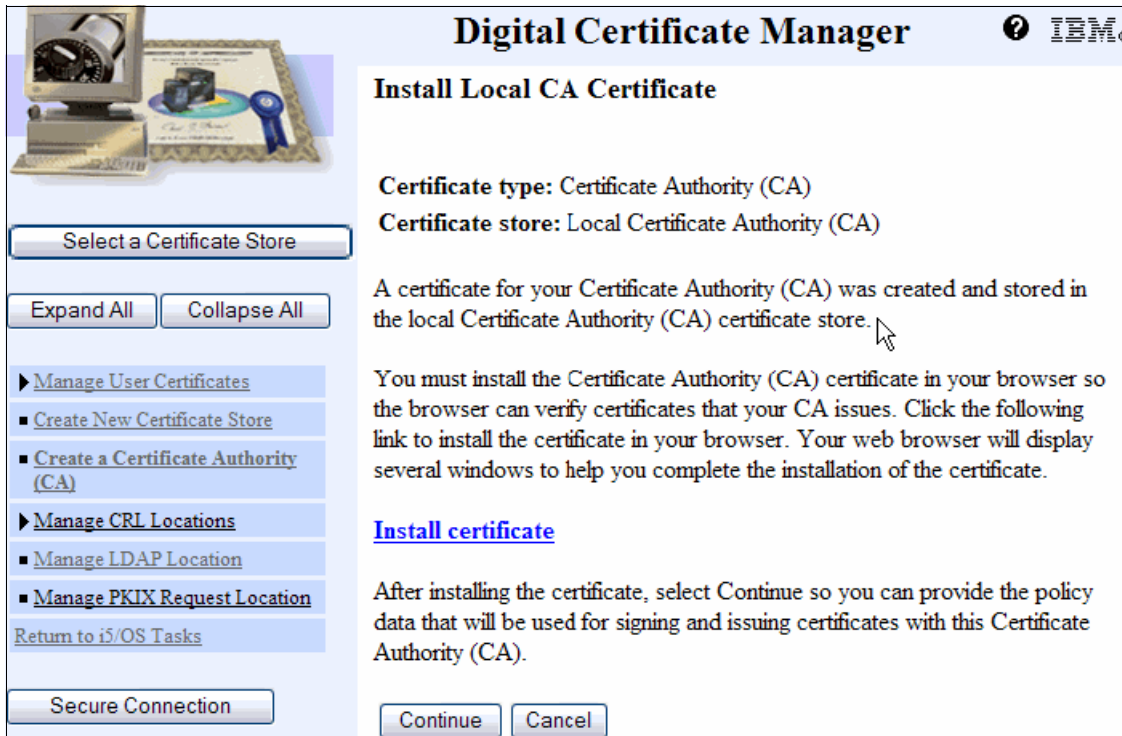 Digital Certificate Manager
? IBM
Select a Certificate Store
Expand All Collapse All
Manage User Certificates
Create New Certificate Store
Create a Certificate Authority
(CA)
Manage CRL Locations
Manage LDAP Location
Manage PKIX Request Location
Return to i5/OS Tasks
Secure Connection
Install Local CA Certificate
Certificate type: Certificate Authority (CA)
Certificate store: Local Certificate Authority (CA)
A certificate for your Certificate Authority (CA) was created and stored in
the local Certificate Authority (CA) certificate store.
You must install the Certificate Authority (CA) certificate in your browser so
the browser can verify certificates that your CA issues. Click the following
link to install the certificate in your browser. Your web browser will display
several windows to help you complete the installation of the certificate.
Install certificate
After installing the certificate, select Continue so you can provide the policy
data that will be used for signing and issuing certificates with this Certificate
Authority (CA).
Continue Cancel